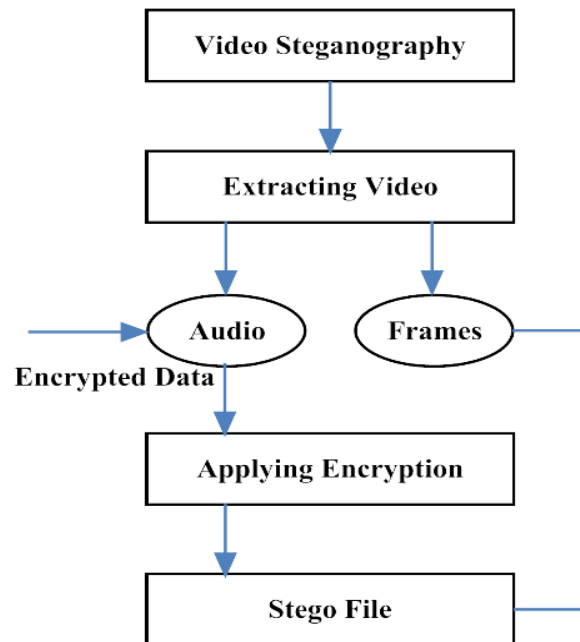 Video Steganography
Extracting Video
Audio
Frames
Encrypted Data
Applying Encryption
Stego File